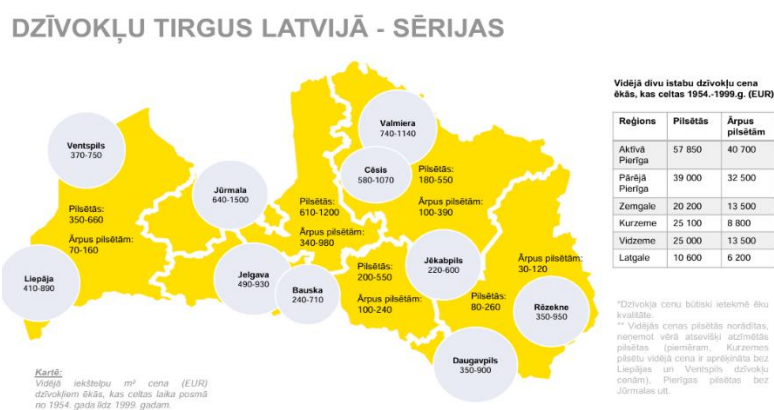 DZĪVOKĻU TIRGUS LATVIJĀ - SĒRIJAS
Ventspils
370-750
Pilsētās:
350-660
Ārpus pilsētām:
70-160
Liepāja
410-890
Jūrmala
640-1500
Jelgava
490-930
Bauska
240-710
Pilsētās:
610-1200
Ārpus pilsētām:
340-980
Valmiera
740-1140
Cēsis
580-1070
Pilsētās:
180-550
Ārpus pilsētām:
100-390
Pilsētās:
200-550
Ārpus pilsētām:
100-240
Jēkabpils
220-600
Ārpus pilsētām:
30-120
Pilsētās:
80-260
Rēzekne
350-950
Daugavpils
350-900
Kartē:
Vidējā iekštelpu m² cena (EUR)
dzīvokļiem ēkās, kas celtas laika posmā
no 1954. gada līdz 1999. gadam.
Vidējā divu istabu dzīvokļu cena
ēkās, kas celtas 1954.-1999.g. (EUR)
Reģions Pilsētās Ārpus
pilsētām
Aktīvā
Pierīga 57 850 40 700
Pārējā
Pierīga 39 000 32 500
Zemgale 20 200 13 500
Kurzeme 25 100 8 800
Vidzeme 25 000 13 500
Latgale 10 600 6 200
*Dzīvokļa cenu būtiski ietekmē ēku
kvalitāte.
** Vidējās cenas pilsētās norādītas,
neņemot vērā atsevišķi atzīmētās
pilsētas (piemēram, Kurzemes
pilsētu vidējā cena ir aprēķināta bez
Liepājas un Ventspils dzīvokļu
cenām), Pierīgas pilsētas bez
Jūrmalas utt.